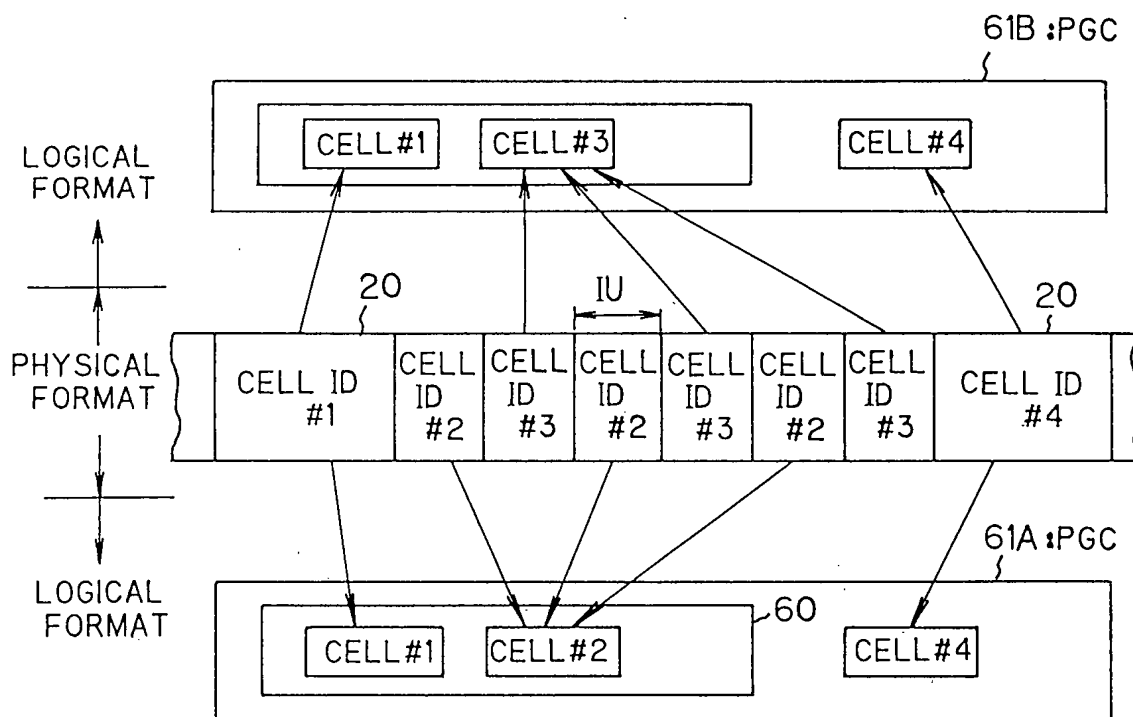 61B :PGC
CELL#1
CELL#3
CELL#4
LOGICAL
FORMAT
20
IU
20
PHYSICAL
FORMAT
CELL ID
#1
CELL
ID
#2
CELL
ID
#3
CELL
ID
#2
CELL
ID
#3
CELL
ID
#2
CELL
ID
#3
CELL ID
#4
61A :PGC
LOGICAL
FORMAT
60
CELL#1
CELL#2
CELL#4